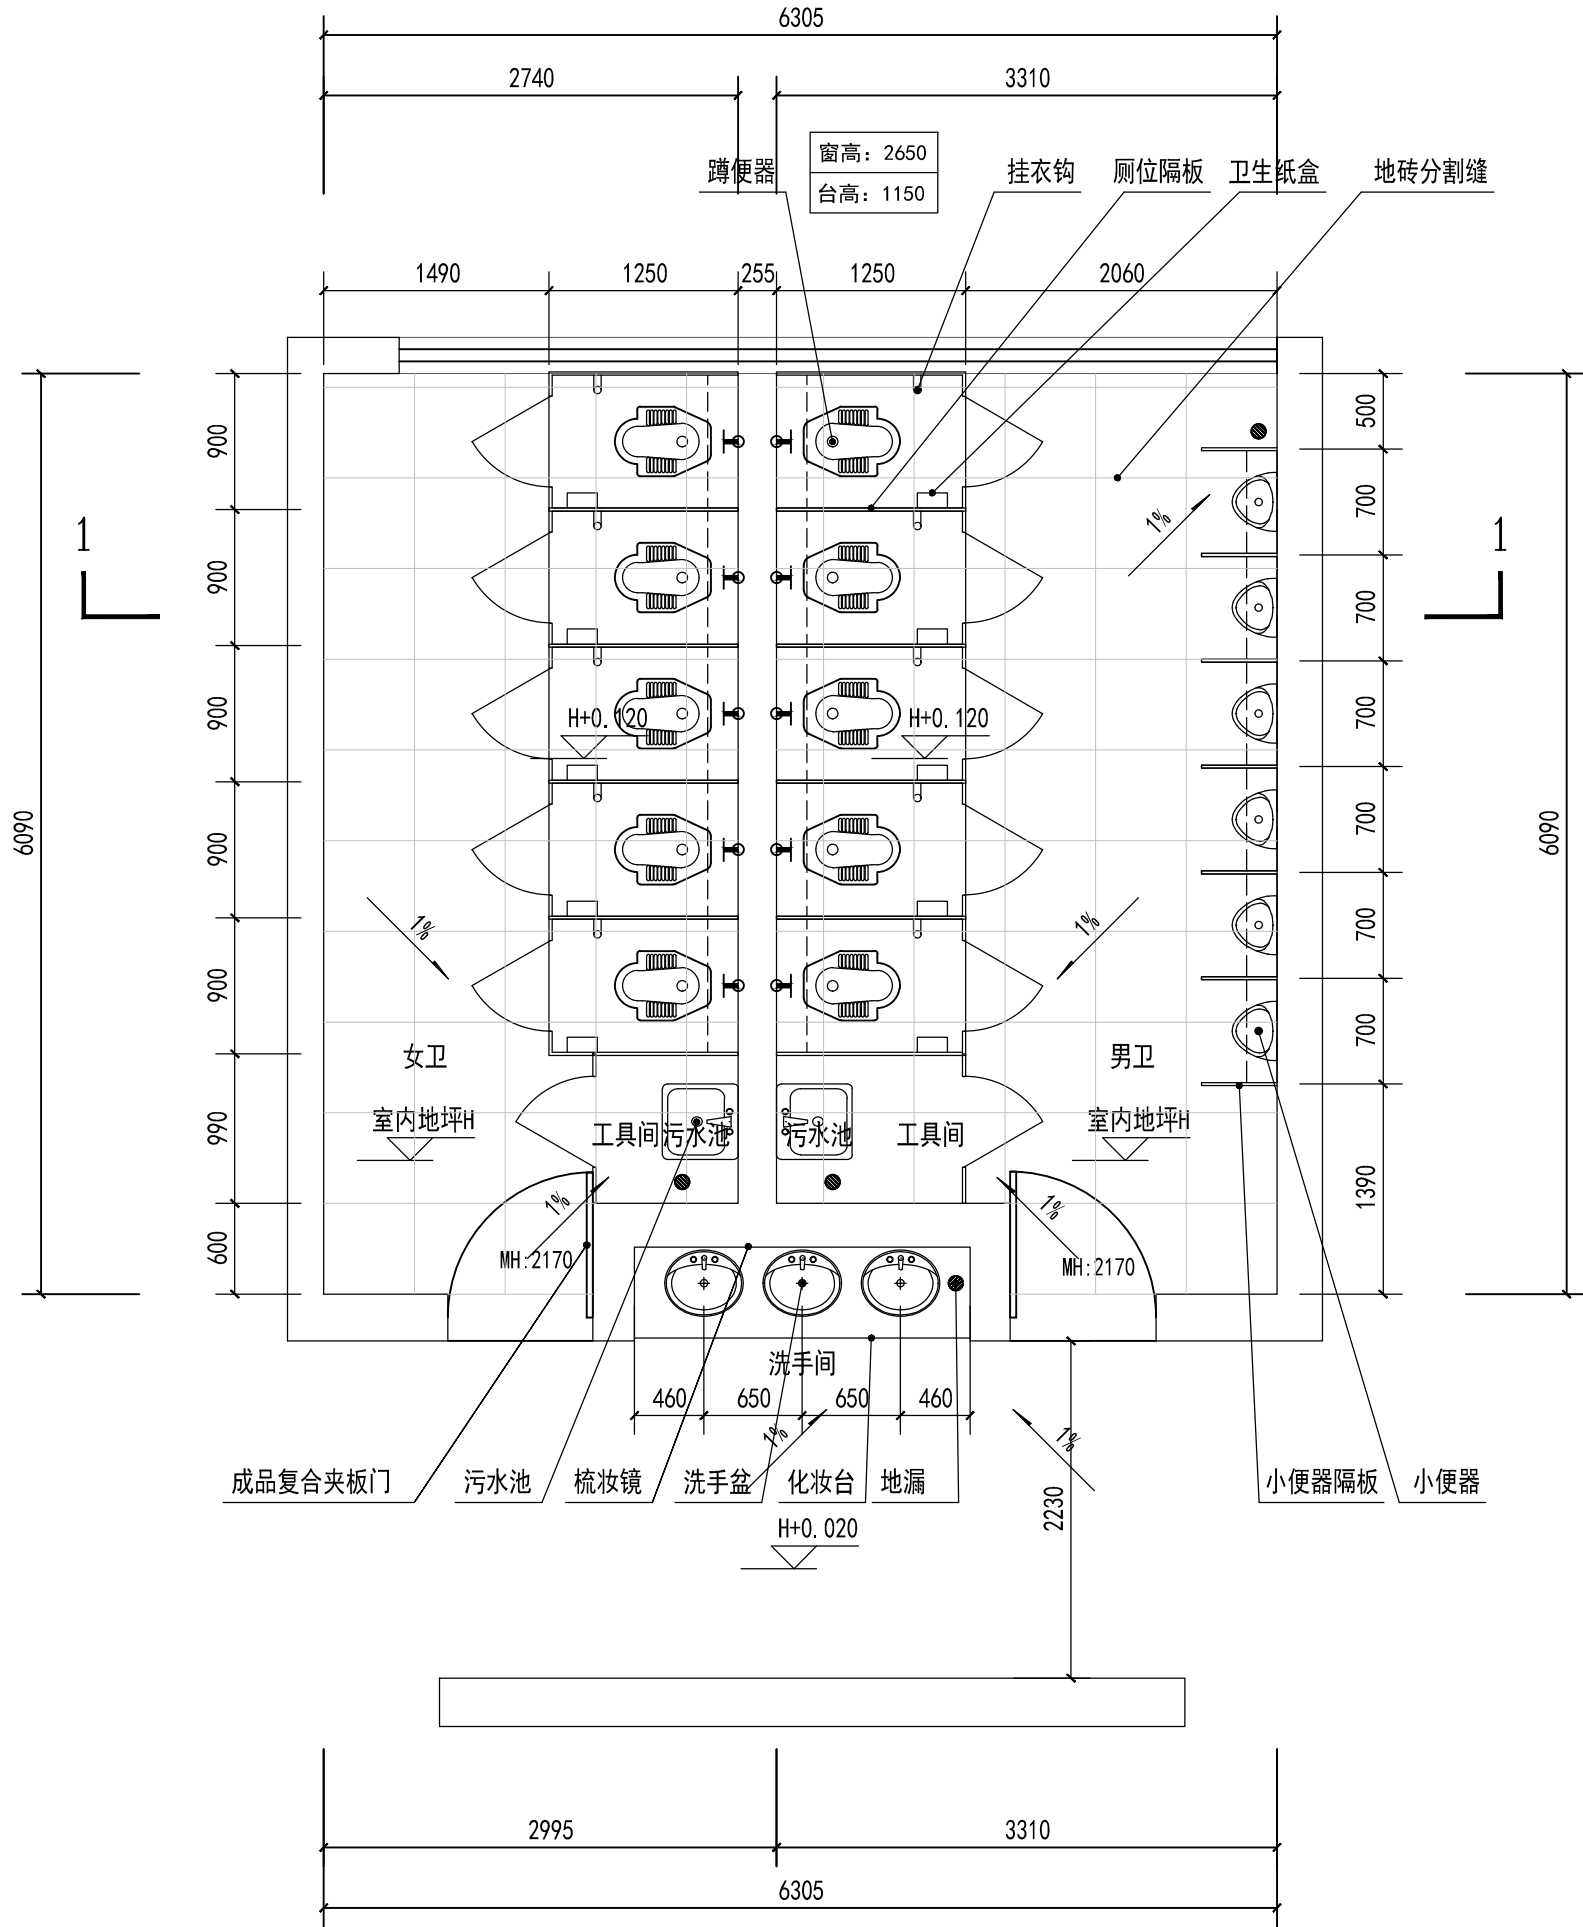 6305
2740
3310
窗高：2650
台高：1150
蹲便器
挂衣钩
厕位隔板
卫生纸盒
地砖分割缝
1490
1250
255
1250
2060
900
900
900
900
900
990
600
6090
500
700
700
700
700
700
700
1390
6090
1
1
1%
H+0.120
H+0.120
1%
1%
女卫
男卫
室内地坪H
工具间
污水池
污水池
工具间
室内地坪H
1%
1%
MH:2170
MH:2170
洗手间
460
650
650
460
1%
1%
成品复合夹板门
污水池
梳妆镜
洗手盆
化妆台
地漏
小便器隔板
小便器
2230
H+0.020
2995
3310
6305